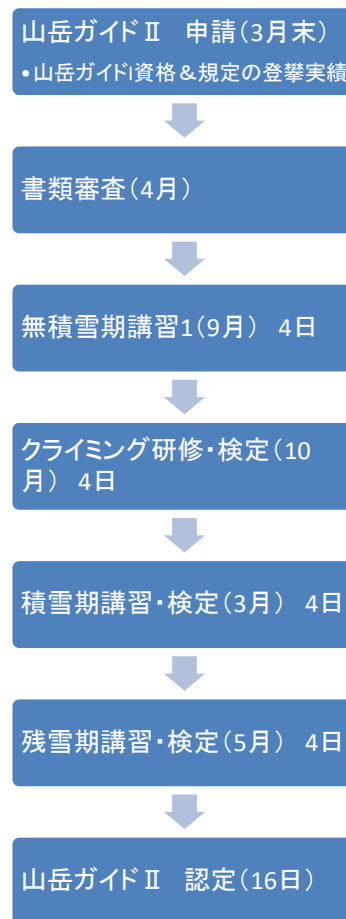 山岳ガイドⅡ　申請(3月末)
•山岳ガイドI資格＆規定の登攀実績
書類審査(4月)
無積雪期講習1(9月)　4日
クライミング研修・検定(10
月)　4日
積雪期講習・検定(3月)　4日
残雪期講習・検定(5月)　4日
山岳ガイドⅡ　認定(16日)